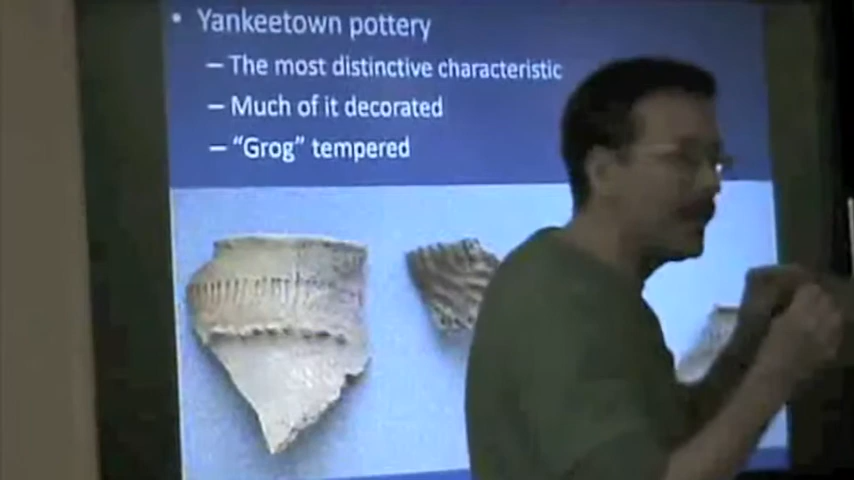 • Yankeetown pottery
– The most distinctive characteristic
– Much of it decorated
– “Grog” tempered